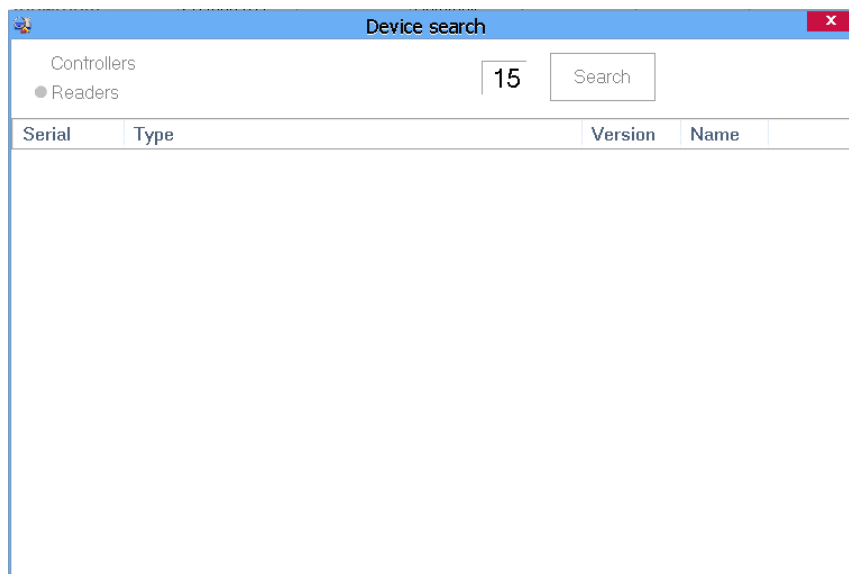 Device search
x
Controllers
Readers
15
Search
Serial Type Version Name